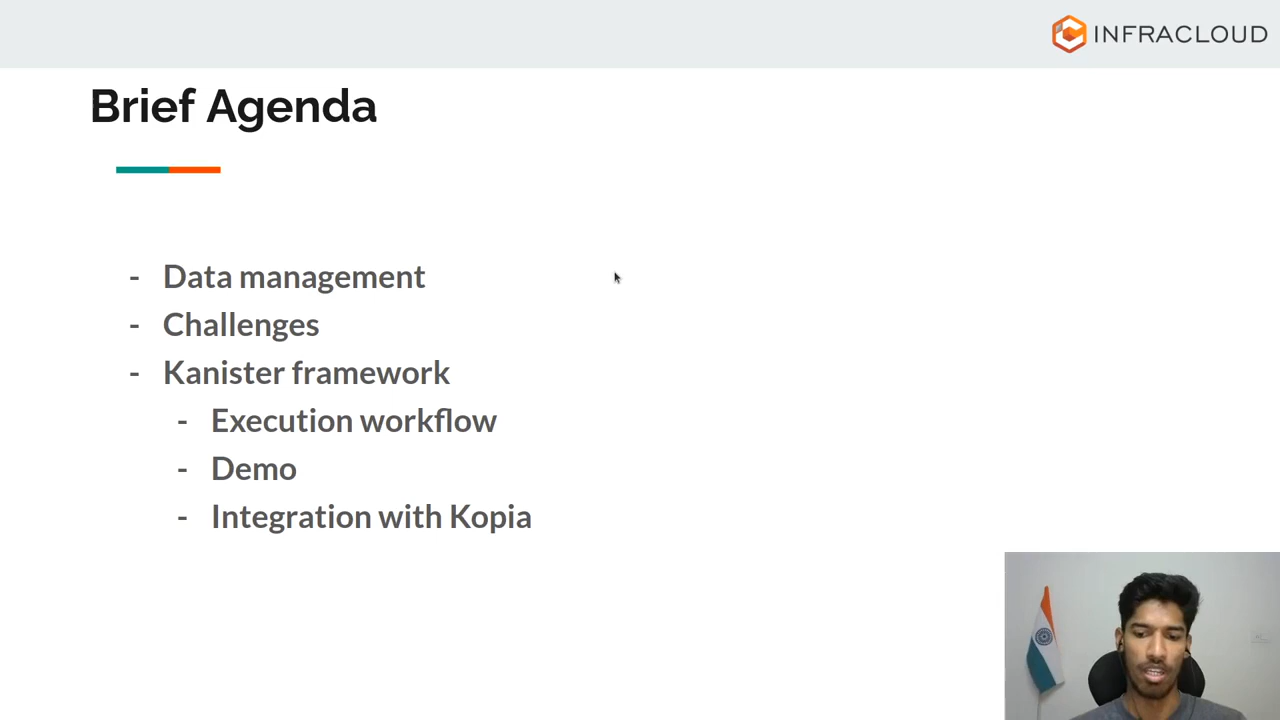 INFRACLOUD
Brief Agenda
- Data management
- Challenges
- Kanister framework
- Execution workflow
- Demo
- Integration with Kopia